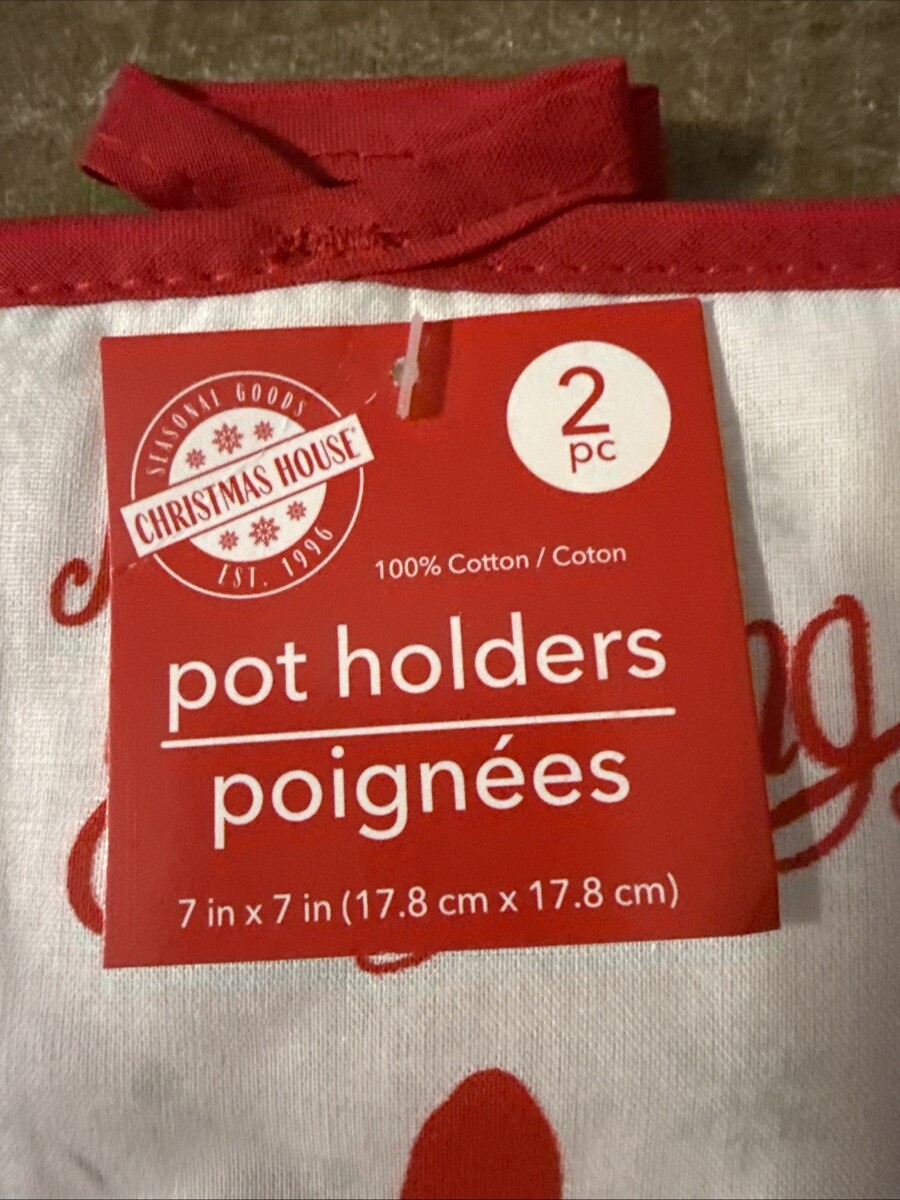 SEASONAL GOODS
CHRISTMAS HOUSE®
EST. 1996
2
pc
100% Cotton / Coton
pot holders
poignées
7 in x 7 in (17.8 cm x 17.8 cm)